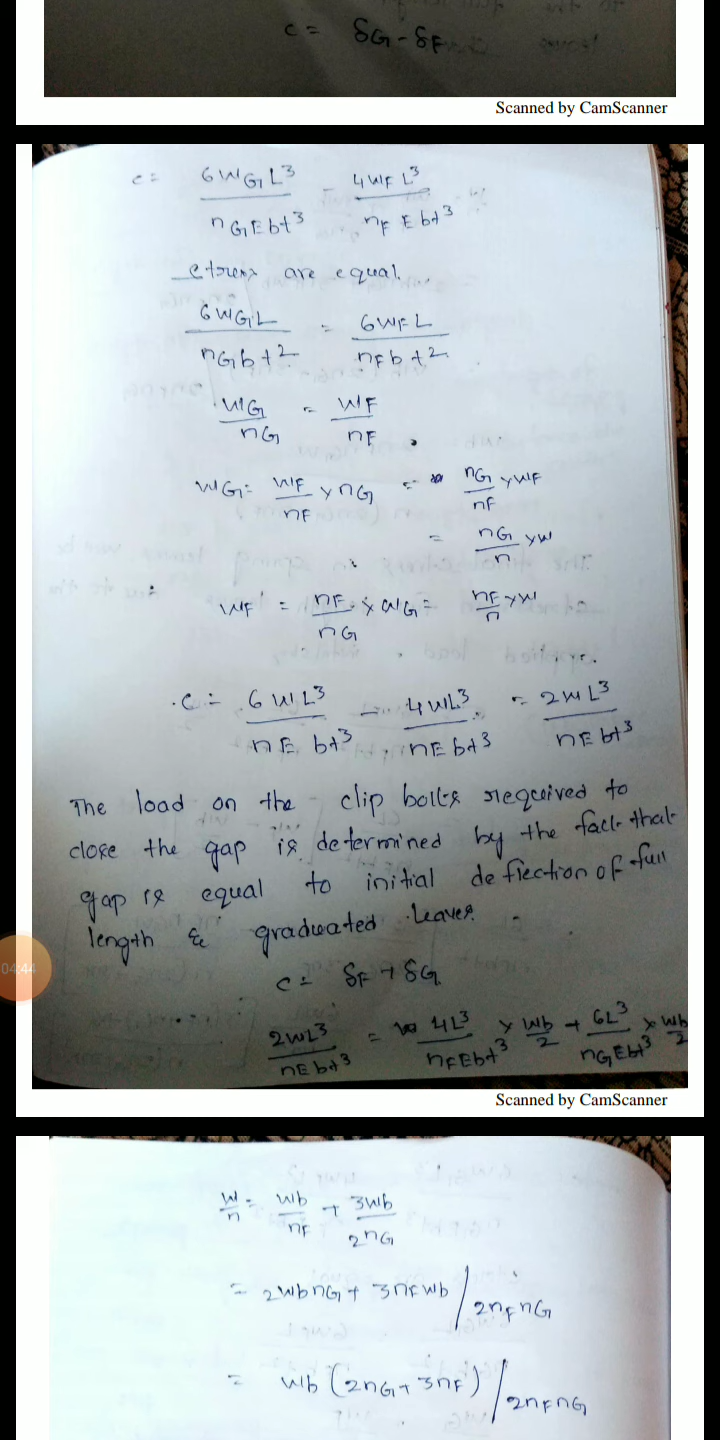 c = δG - δF
Scanned by CamScanner
c = 6WGL³/nGEbt³ - 4WFL³/nFEbt³
stress are equal.
6WGL/nGbt² = 6WFL/nFbt²
WG/nG = WF/nF
WG = WF/nF × nG = nG/nF × WF
= nG/n × W
WF = nF/nG × WG = nF/n × W
C = 6WL³/nEbt³ - 4WL³/nEbt³ = 2WL³/nEbt³
The load on the clip bolts required to
close the gap is determined by the fact that
gap is equal to initial deflection of full
length & graduated leaves.
c = δF + δG
2WL³/nEbt³ = 4L³/nFEbt³ × Wb/2 + 6L³/nGEbt³ × Wb/2
04:44
Scanned by CamScanner
W/n = Wb/nF + 3Wb/2nG
= 2WbnG + 3nFWb / 2nFnG
= Wb (2nG + 3nF) / 2nFnG